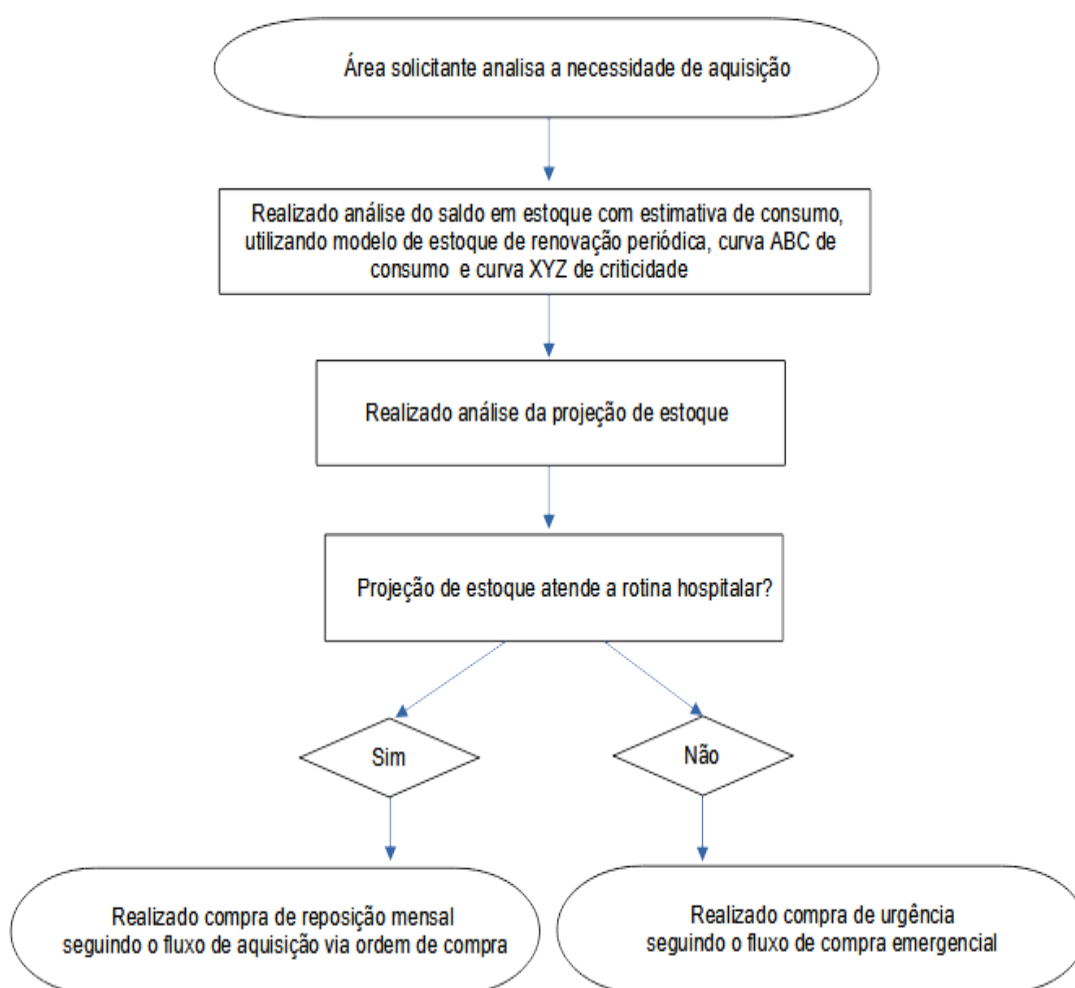 Área solicitante analisa a necessidade de aquisição
Realizado análise do saldo em estoque com estimativa de consumo,
utilizando modelo de estoque de renovação periódica, curva ABC de
consumo e curva XYZ de criticidade
Realizado análise da projeção de estoque
Projeção de estoque atende a rotina hospitalar?
Sim
Não
Realizado compra de reposição mensal
seguindo o fluxo de aquisição via ordem de compra
Realizado compra de urgência
seguindo o fluxo de compra emergencial